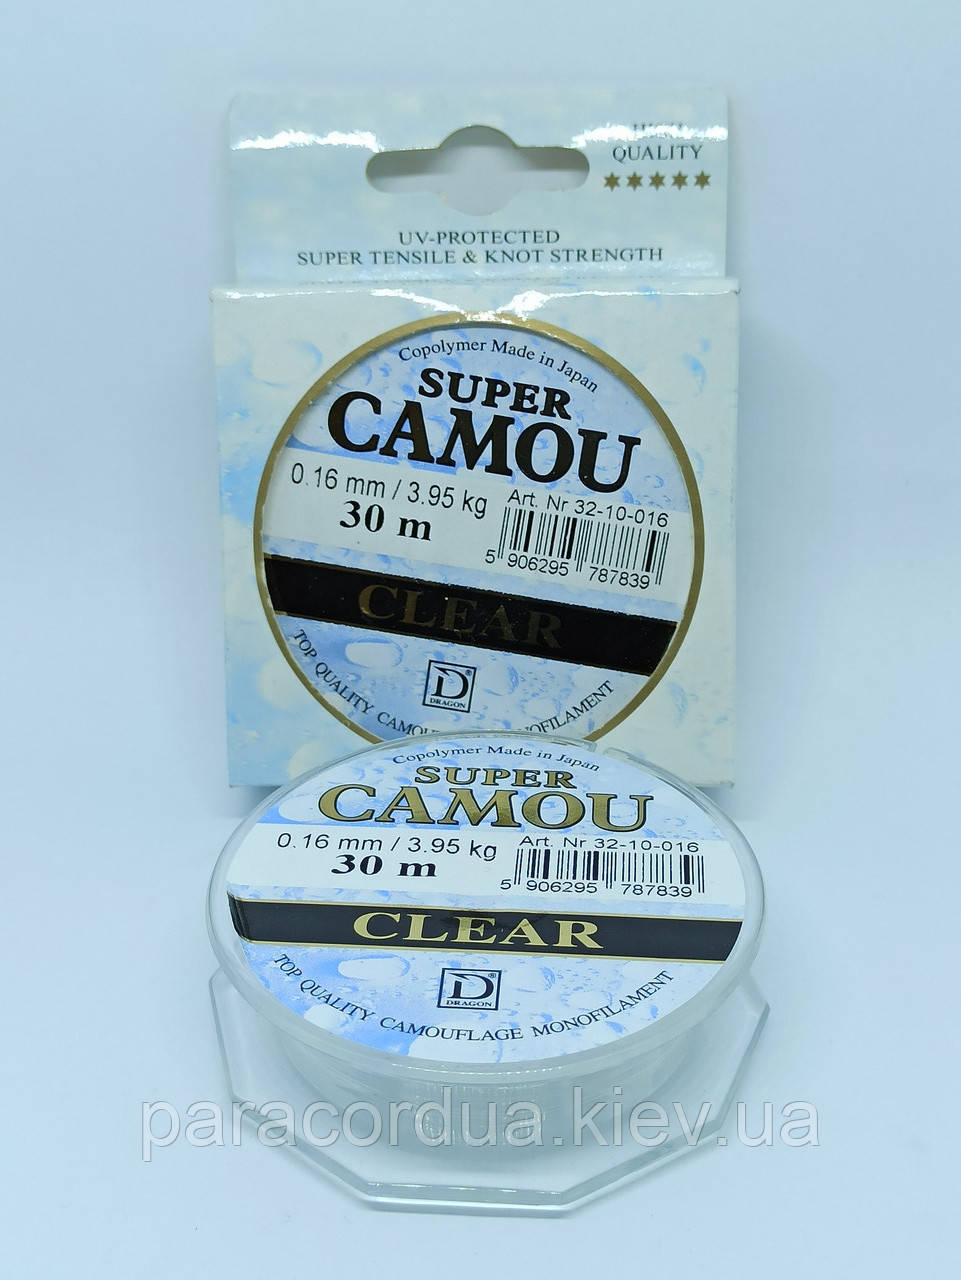 HIGH
QUALITY
UV-PROTECTED
SUPER TENSILE & KNOT STRENGTH
Copolymer Made in Japan
SUPER
CAMOU
0.16 mm / 3.95 kg
30 m
Art. Nr 32-10-016
5 906295 787839
CLEAR
D®
DRAGON
TOP QUALITY CAMOU MONOFILAMENT
Copolymer Made in Japan
SUPER
CAMOU
0.16 mm / 3.95 kg
30 m
Art. Nr 32-10-016
5 906295 787839
CLEAR
D®
DRAGON
TOP QUALITY CAMOUFLAGE MONOFILAMENT
paracordua.kiev.ua